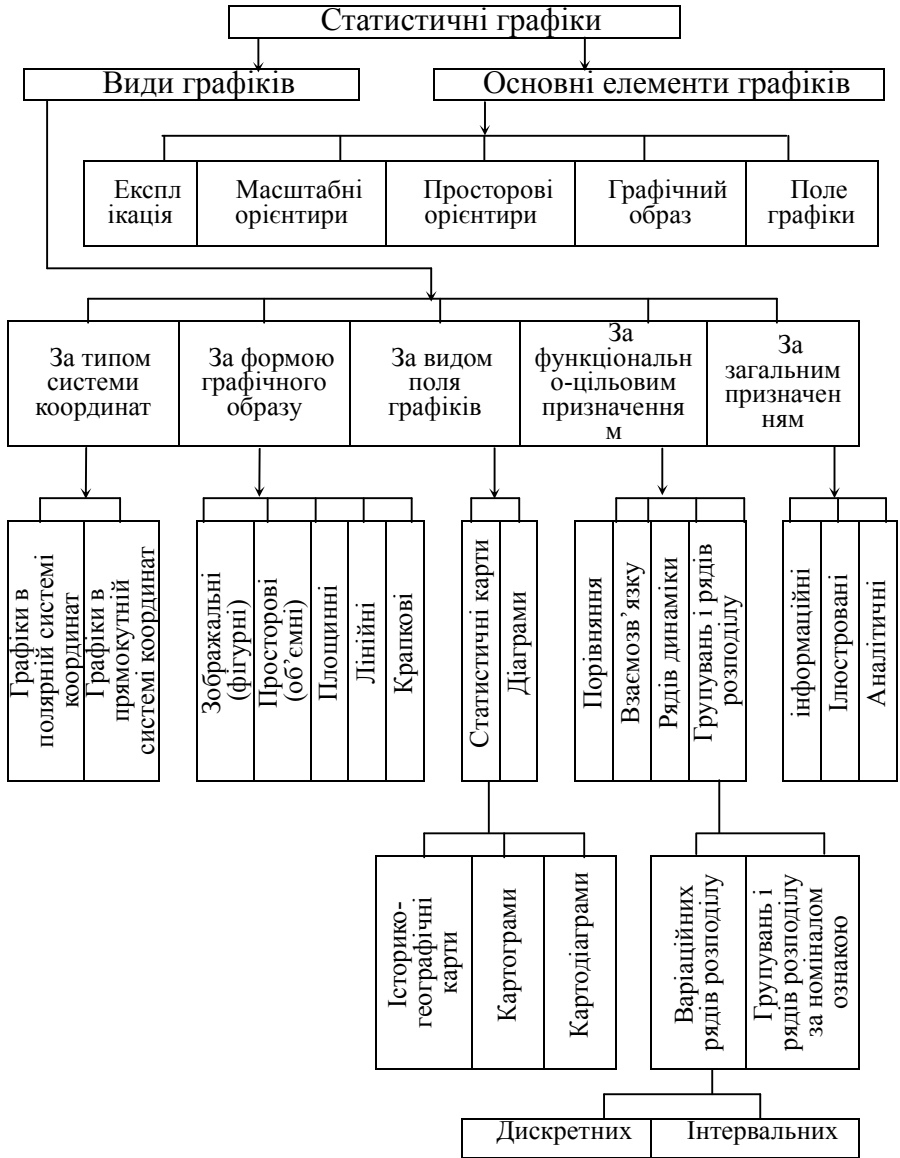 Статистичні графіки
Види графіків
Основні елементи графіків
Експл
ікація
Масштабні
орієнтири
Просторові
орієнтири
Графічний
образ
Поле
графіки
За типом
системи
координат
За формою
графічного
образу
За видом
поля
графіків
За
функціональн
о-цільовим
призначення
м
За
загальним
призначен
ням
Графіки в
полярній системі
координат
Графіки в
прямокутній
системі координат
Зображальні
(фігурні)
Просторові
(об’ємні)
Площинні
Лінійні
Крапкові
Статистичні карти
Діаграми
Порівняння
Взаємозв’язку
Рядів динаміки
Групувань і рядів
розподілу
інформаційні
Ілюстровані
Аналітичні
Історико-
географічні
карти
Картограми
Картодіаграми
Варіаційних
рядів розподілу
Групувань і
рядів розподілу
за номіналом
ознакою
Дискретних
Інтервальних